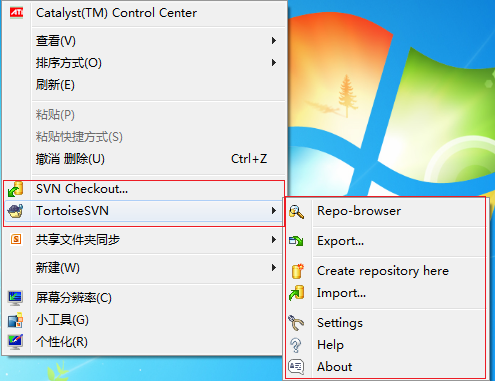 ATI Catalyst(TM) Control Center
查看(V)
排序方式(O)
刷新(E)
粘贴(P)
粘贴快捷方式(S)
撤消 删除(U) Ctrl+Z
SVN Checkout...
TortoiseSVN
共享文件夹同步
新建(W)
屏幕分辨率(C)
小工具(G)
个性化(R)
Repo-browser
Export...
Create repository here
Import...
Settings
Help
About